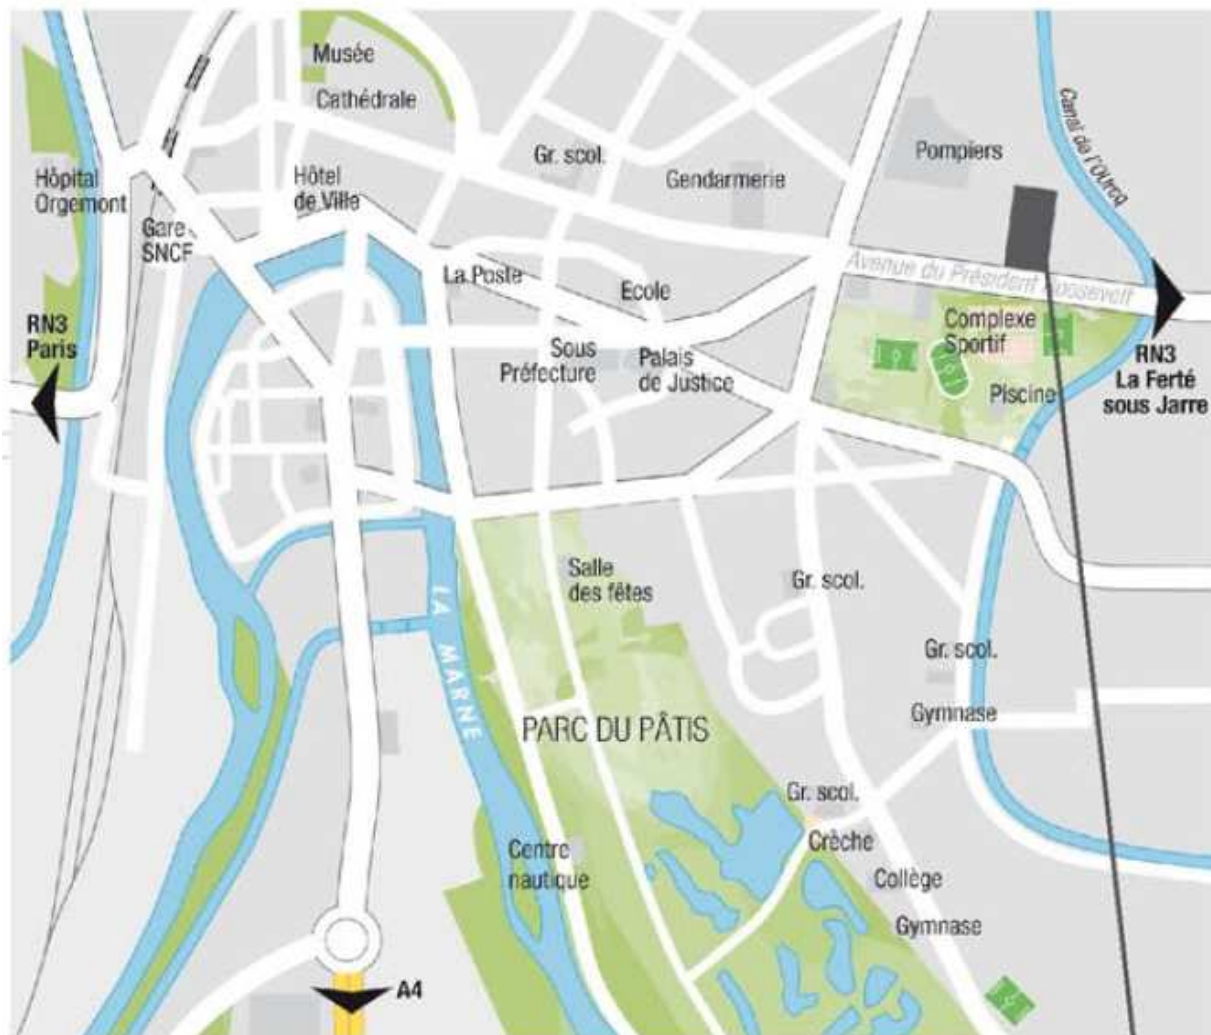 Musée
Cathédrale
Canal de l'OUrcq
Gr. scol.
Pompiers
Gendarmerie
Hôpital
Orgemont
Hôtel
de Ville
Gare
SNCF
Avenue du Président Roosevelt
La Poste
Ecole
RN3
Paris
Complexe
Sportif
Sous
Préfecture
Palais
de Justice
RN3
La Ferté
sous Jarre
Piscine
Salle
des fêtes
Gr. scol.
LA MARNE
Gr. scol.
Gymnase
PARC DU PÂTIS
Gr. scol.
Crèche
Centre
nautique
Collège
Gymnase
A4